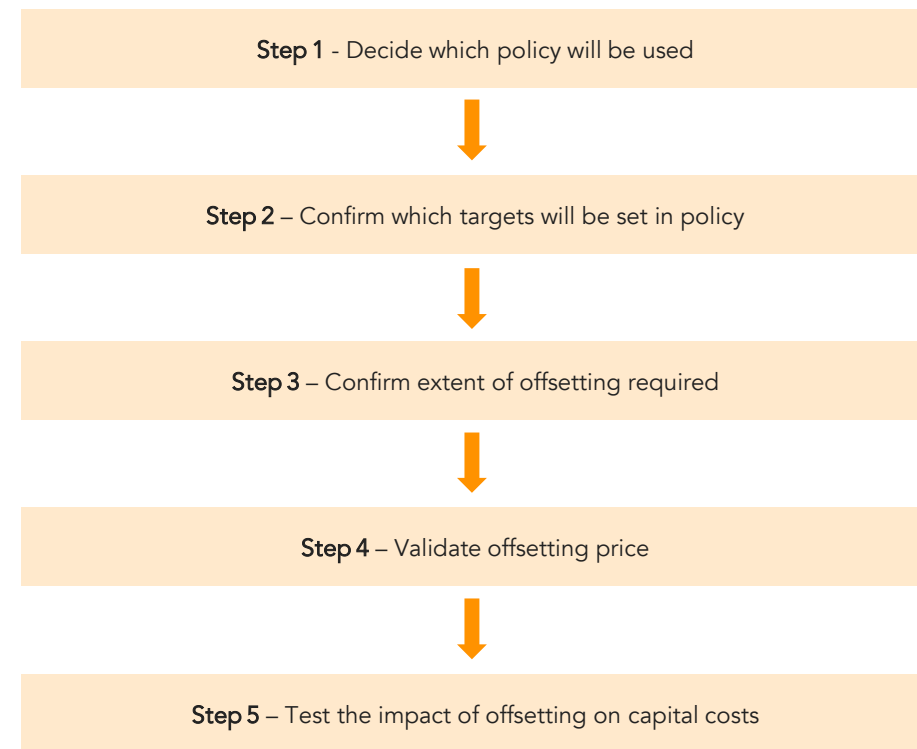 Step 1 - Decide which policy will be used
Step 2 – Confirm which targets will be set in policy
Step 3 – Confirm extent of offsetting required
Step 4 – Validate offsetting price
Step 5 – Test the impact of offsetting on capital costs